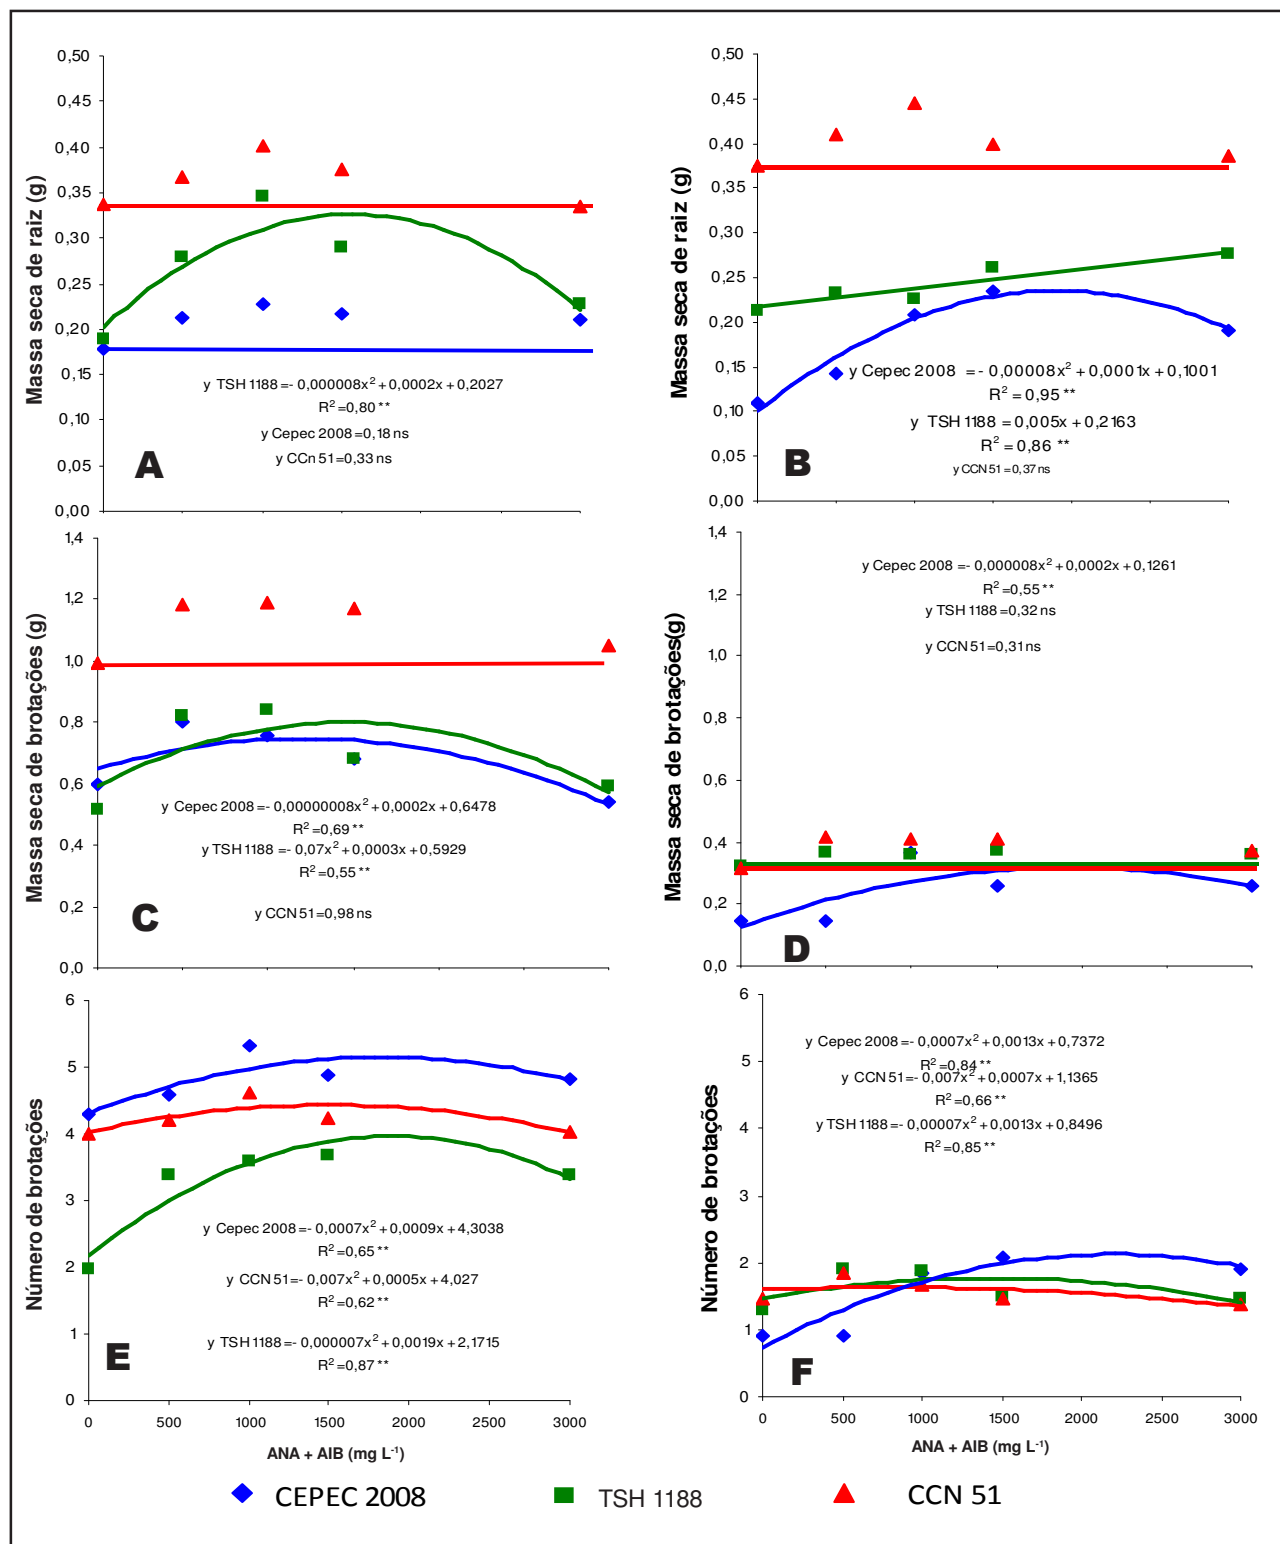 0,50
0,45
0,40
0,35
0,30
0,25
0,20
0,15
0,10
0,05
0,00
Massa seca de raiz (g)
y TSH 1188 =- 0,000008x² + 0,0002x + 0,2027
R² =0,80 **
y Cepec 2008 =0,18 ns
y CCn 51 =0,33 ns
A
0,50
0,45
0,40
0,35
0,30
0,25
0,20
0,15
0,10
0,05
0,00
Massa seca de raiz (g)
y Cepec 2008 =- 0,00008x² + 0,0001x + 0,1001
R² = 0,95 **
y TSH 1188 = 0,005x + 0,2163
R² = 0,86 **
y CCN 51 =0,37 ns
B
1,4
1,2
1,0
0,8
0,6
0,4
0,2
0,0
Massa seca de brotações (g)
y Cepec 2008 =- 0,00000008x² + 0,0002x + 0,6478
R² =0,69 **
y TSH 1188 =- 0,07x² + 0,0003x + 0,5929
R² =0,55 **
y CCN 51 =0,98 ns
C
1,4
1,2
1,0
0,8
0,6
0,4
0,2
0,0
Massa seca de brotações(g)
y Cepec 2008 =- 0,000008x² + 0,0002x + 0,1261
R² =0,55 **
y TSH 1188 =0,32 ns
y CCN 51 =0,31 ns
D
6
5
4
3
2
1
0
Número de brotações
y Cepec 2008 =- 0,0007x² + 0,0009x + 4,3038
R² =0,65 **
y CCN 51 =- 0,007x² + 0,0005x + 4,027
R² =0,62 **
y TSH 1188 =- 0,000007x² + 0,0019x + 2,1715
R² =0,87 **
E
0 500 1000 1500 2000 2500 3000
ANA + AIB (mg L⁻¹)
6
5
4
3
2
1
0
Número de brotações
y Cepec 2008 =- 0,0007x² + 0,0013x + 0,7372
R² =0,84 **
y CCN 51 =- 0,007x² + 0,0007x + 1,1365
R² =0,66 **
y TSH 1188 =- 0,00007x² + 0,0013x + 0,8496
R² =0,85 **
F
0 500 1000 1500 2000 2500 3000
ANA + AIB (mg L⁻¹)
CEPEC 2008 TSH 1188 CCN 51